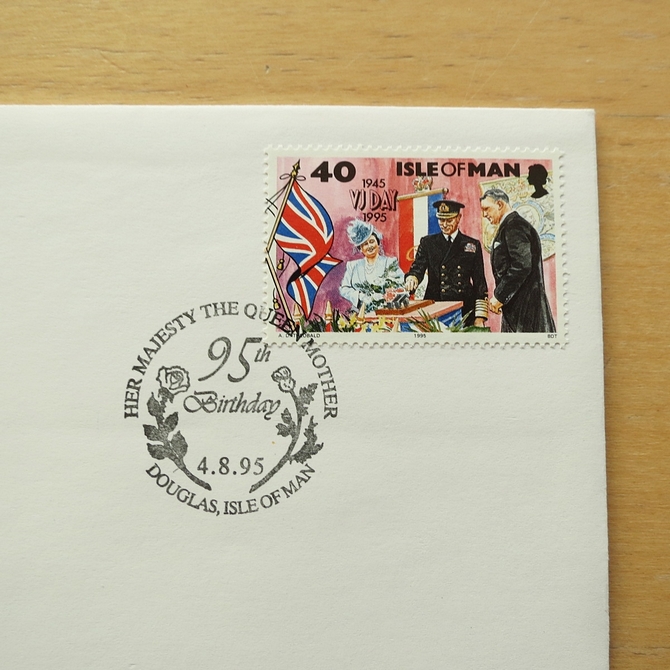 40 ISLE OF MAN
1945
VJ DAY
1995
1995
BDT
HER MAJESTY THE QUEEN MOTHER
95th
Birthday
4.8.95
DOUGLAS, ISLE OF MAN